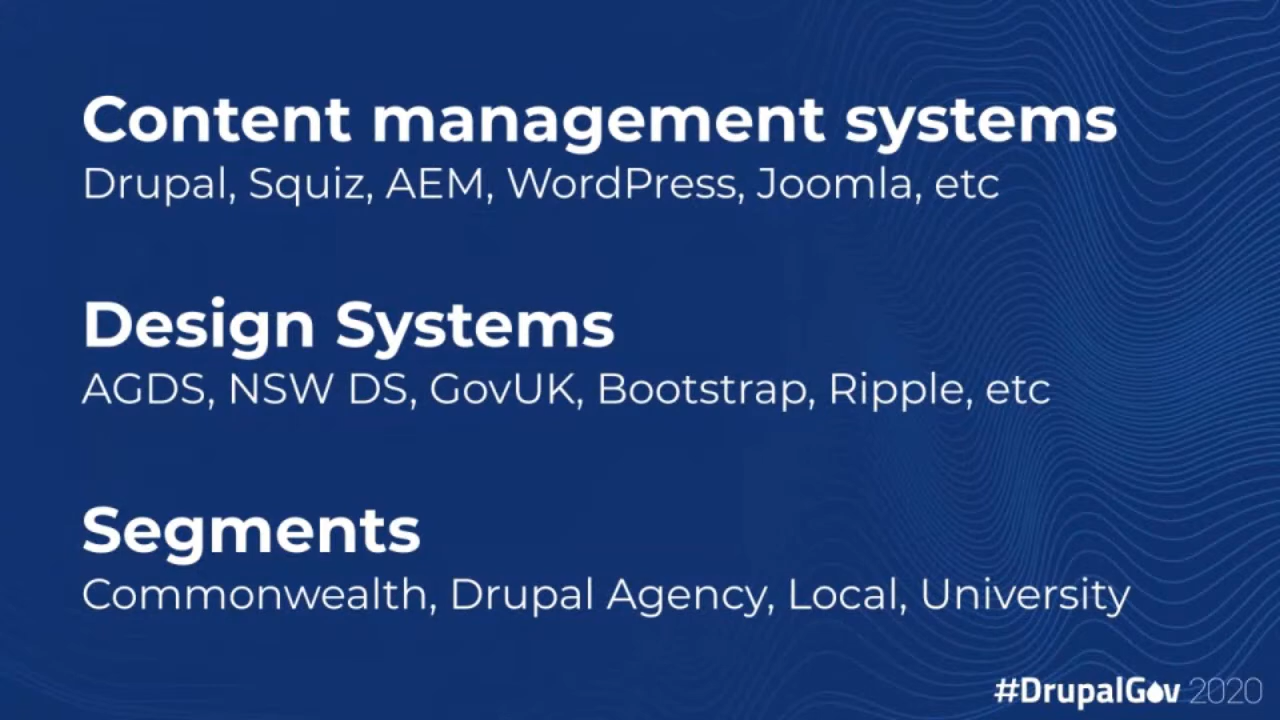 Content management systems
Drupal, Squiz, AEM, WordPress, Joomla, etc
Design Systems
AGDS, NSW DS, GovUK, Bootstrap, Ripple, etc
Segments
Commonwealth, Drupal Agency, Local, University
#DrupalGov 2020